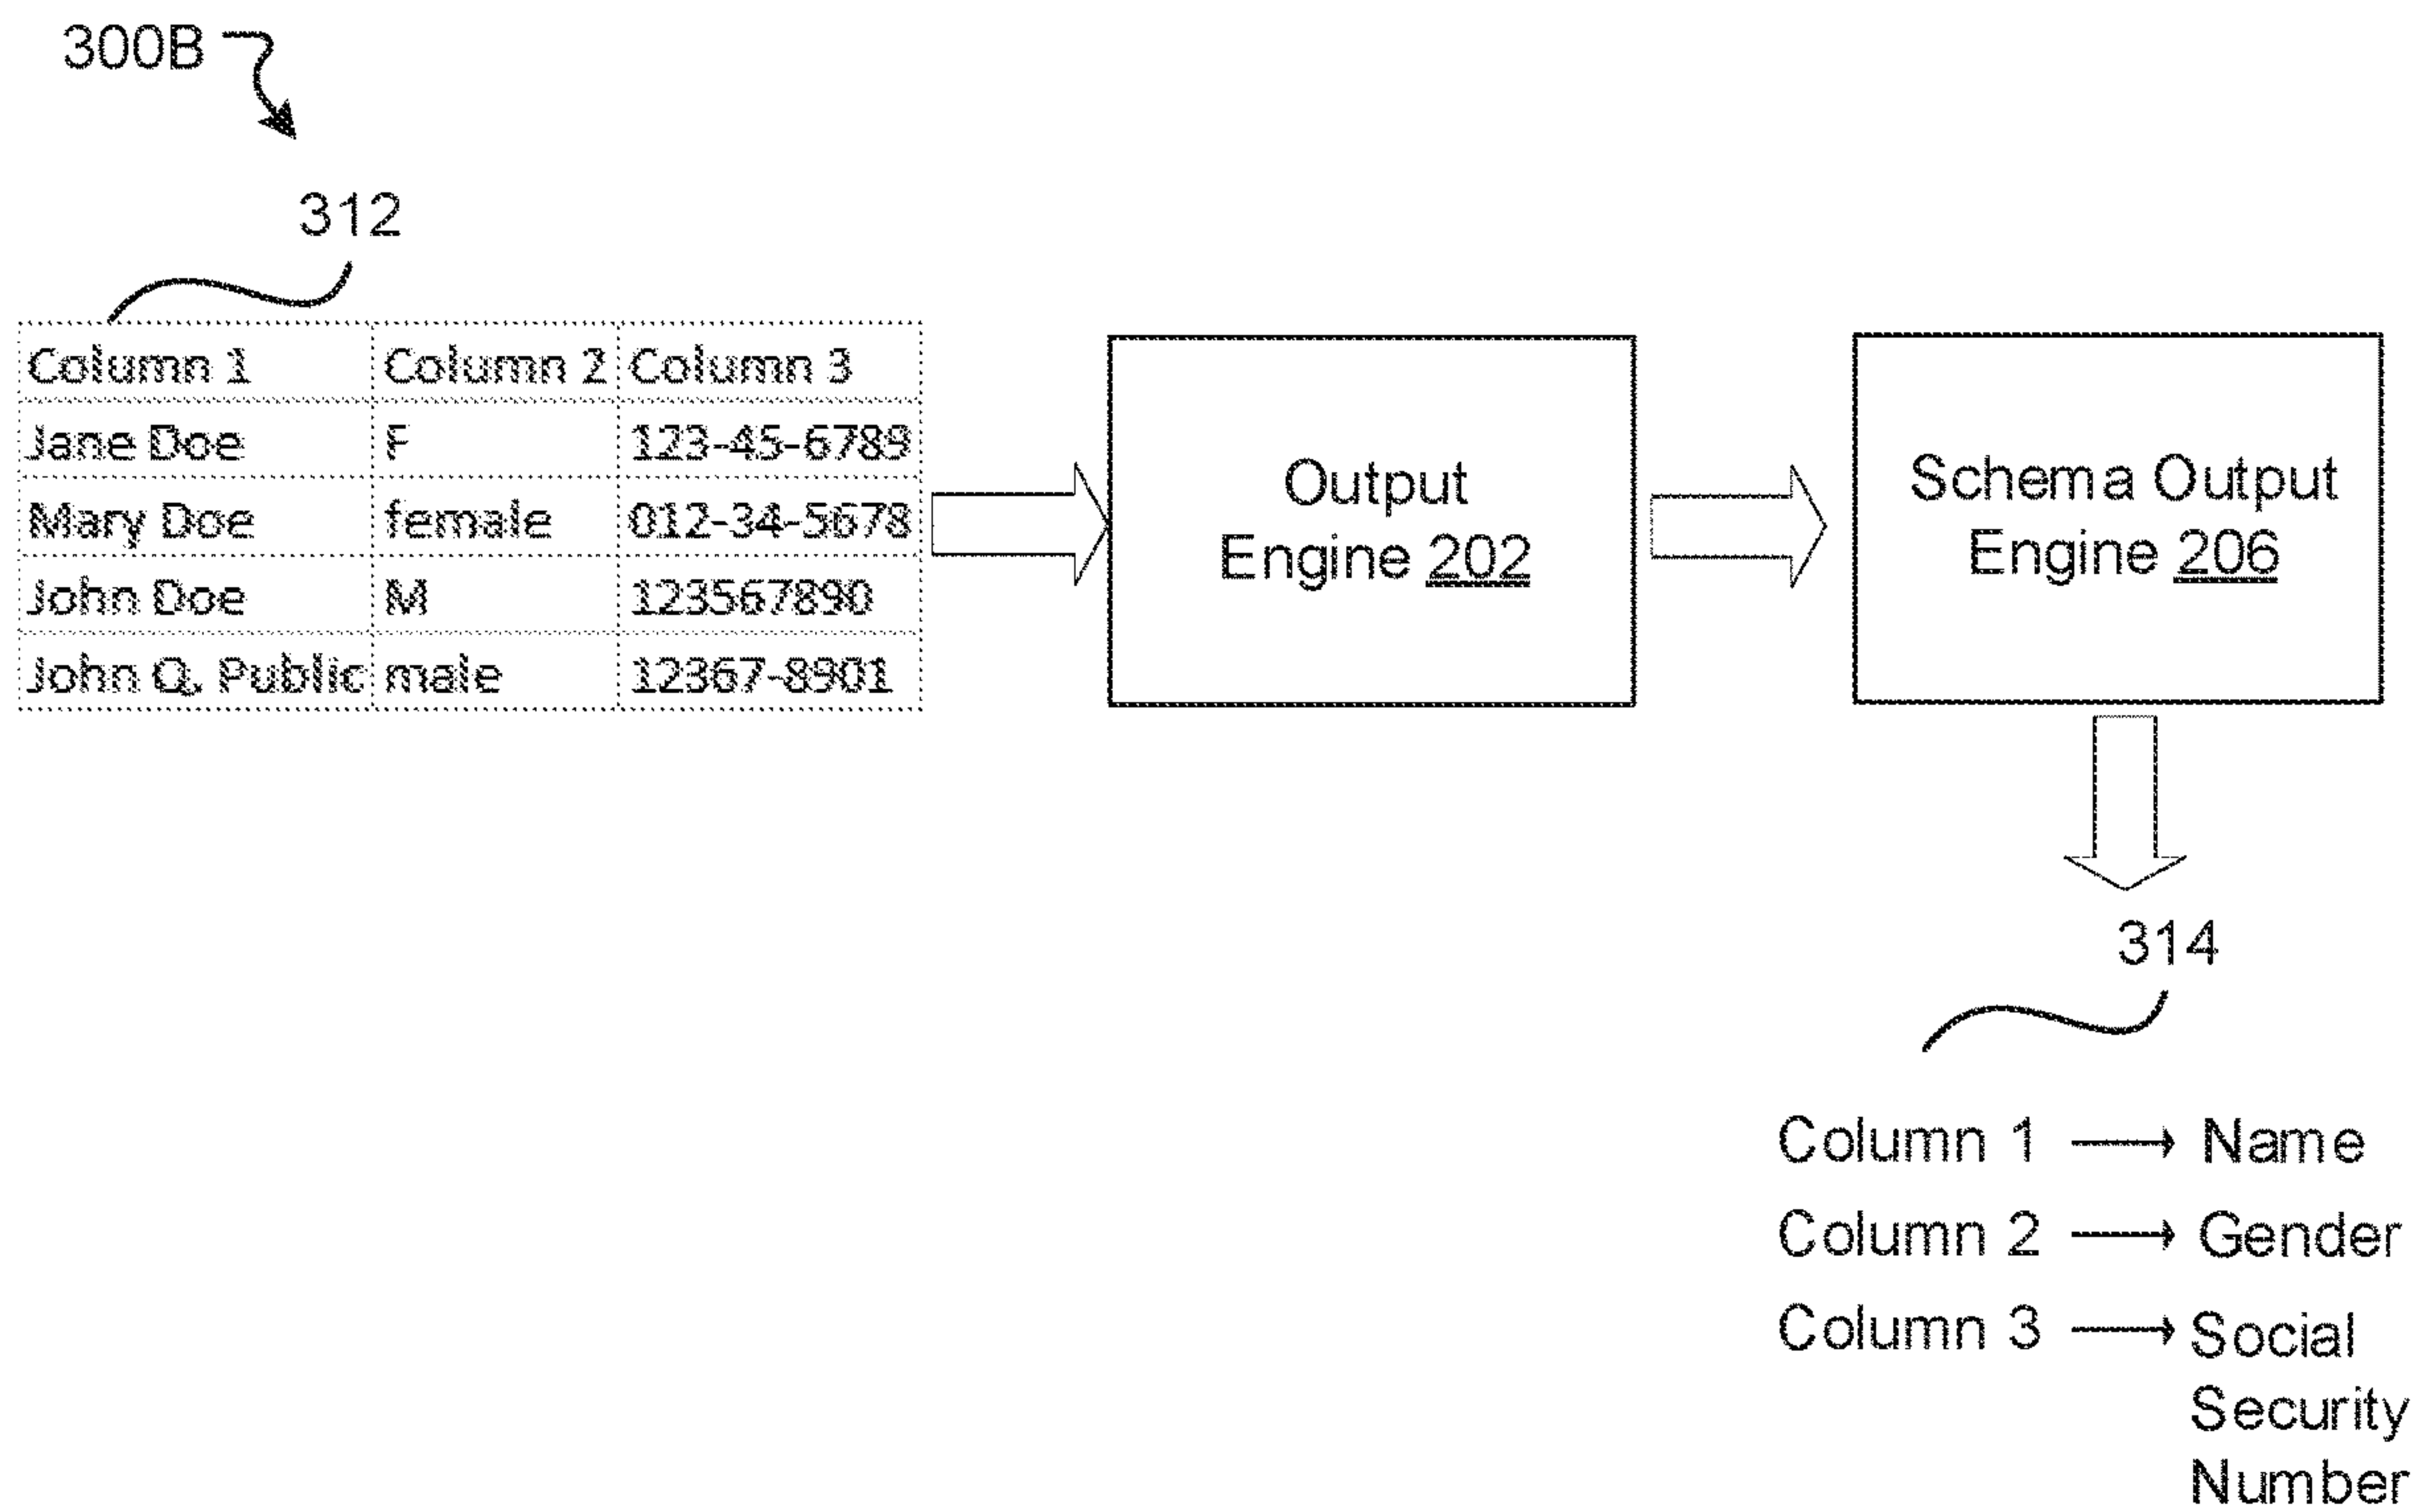 300B
312
Column 1 Column 2 Column 3
Jane Doe F 123-45-6789
Mary Doe female 012-34-5678
John Doe M 123567890
John Q. Public male 12367-8901
Output
Engine 202
Schema Output
Engine 206
314
Column 1 → Name
Column 2 → Gender
Column 3 → Social
Security
Number